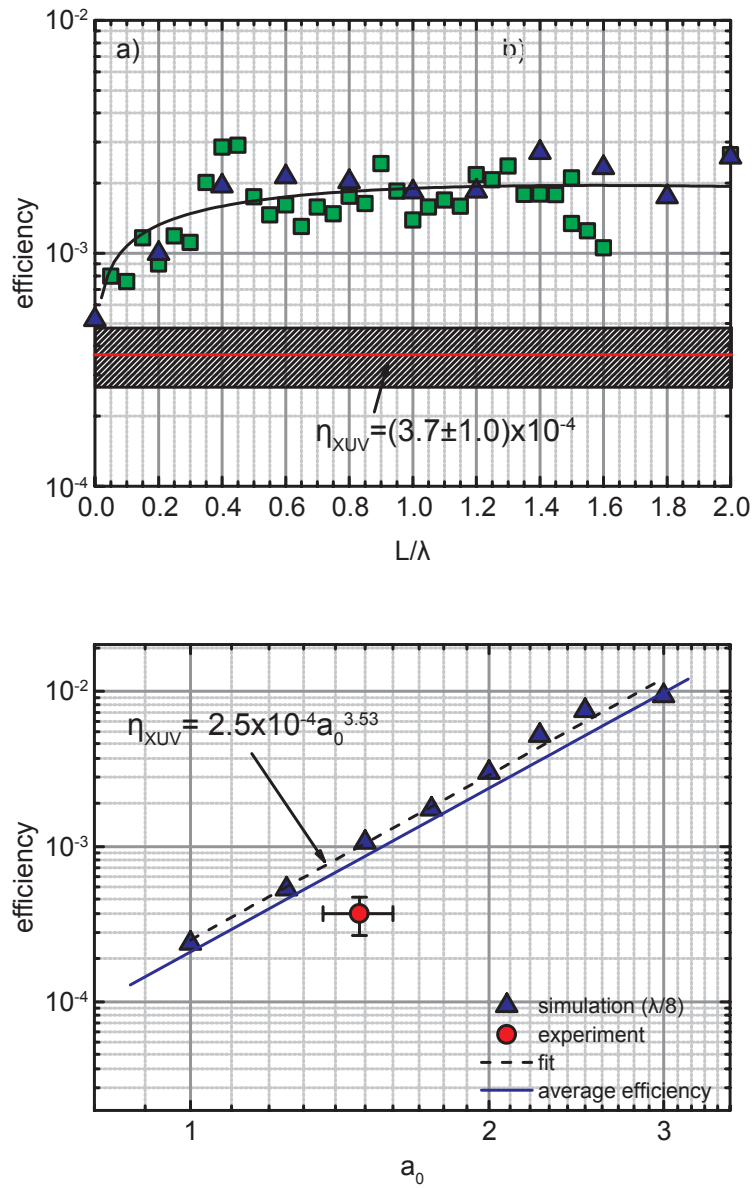 10⁻²
a)
b)
10⁻³
efficiency
η_XUV=(3.7±1.0)x10⁻⁴
10⁻⁴
0.0 0.2 0.4 0.6 0.8 1.0 1.2 1.4 1.6 1.8 2.0
L/λ
10⁻²
η_XUV= 2.5x10⁻⁴a₀^3.53
10⁻³
efficiency
10⁻⁴
simulation (λ/8)
experiment
fit
average efficiency
1 2 3
a₀